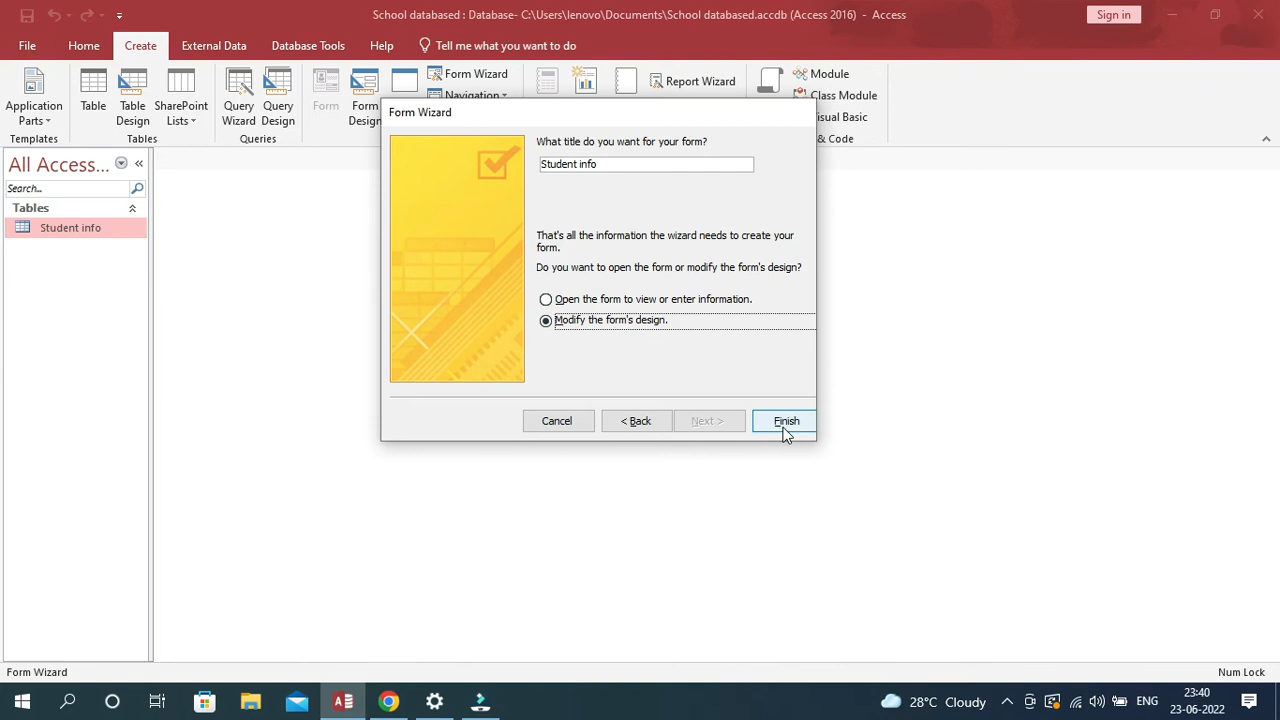 School databased : Database- C:\Users\lenovo\Documents\School databased.accdb (Access 2016) - Access
Sign in
File
Home
Create
External Data
Database Tools
Help
Tell me what you want to do
Application
Parts
Templates
Table
Table
Design
SharePoint
Lists
Tables
Query
Wizard
Query
Design
Queries
Form
Form
Design
Form Wizard
Navigation
Report Wizard
Module
Class Module
isual Basic
& Code
All Access...
Search...
Tables
Student info
Form Wizard
What title do you want for your form?
Student info
That's all the information the wizard needs to create your
form.
Do you want to open the form or modify the form's design?
Open the form to view or enter information.
Modify the form's design.
Cancel
< Back
Next >
Finish
Form Wizard
Num Lock
28°C Cloudy
ENG
23:40
23-06-2022